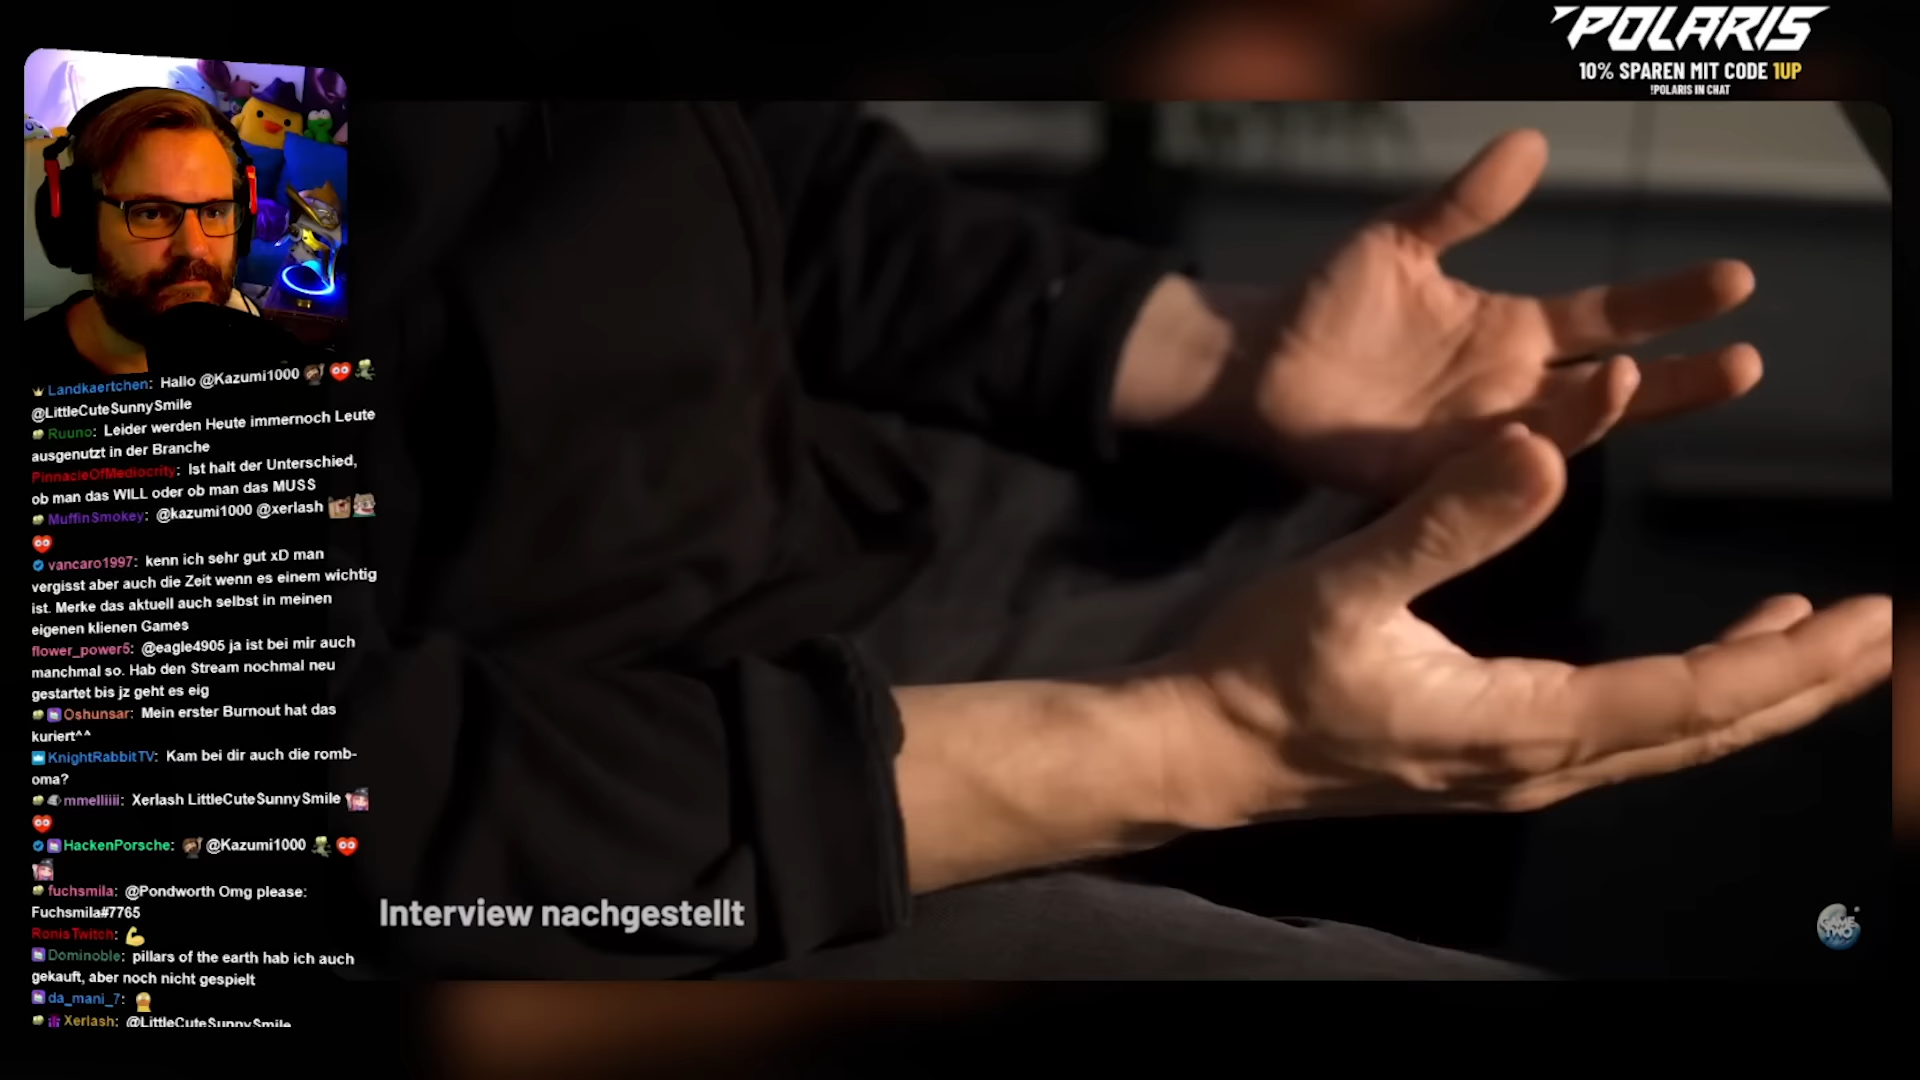 POLARIS
10% SPAREN MIT CODE 1UP
!POLARIS IN CHAT
Landkaertchen: Hallo @Kazumi1000
@LittleCuteSunnySmile
Ruuno: Leider werden Heute immernoch Leute
ausgenutzt in der Branche
PinnacleOfMediocrity: Ist halt der Unterschied,
ob man das WILL oder ob man das MUSS
MuffinSmokey: @kazumi1000 @xerlash
vancaro1997: kenn ich sehr gut xD man
vergisst aber auch die Zeit wenn es einem wichtig
ist. Merke das aktuell auch selbst in meinen
eigenen klienen Games
flower_power5: @eagle4905 ja ist bei mir auch
manchmal so. Hab den Stream nochmal neu
gestartet bis jz geht es eig
Oshunsar: Mein erster Burnout hat das
kuriert^^
KnightRabbitTV: Kam bei dir auch die romb-
oma?
mmelliiii: Xerlash LittleCuteSunnySmile
HackenPorsche: @Kazumi1000
fuchsmila: @Pondworth Omg please:
Fuchsmila#7765
RonisTwitch:
Dominoble: pillars of the earth hab ich auch
gekauft, aber noch nicht gespielt
da_mani_7:
Xerlash: @LittleCuteSunnySmile
Interview nachgestellt
GAME
TWO